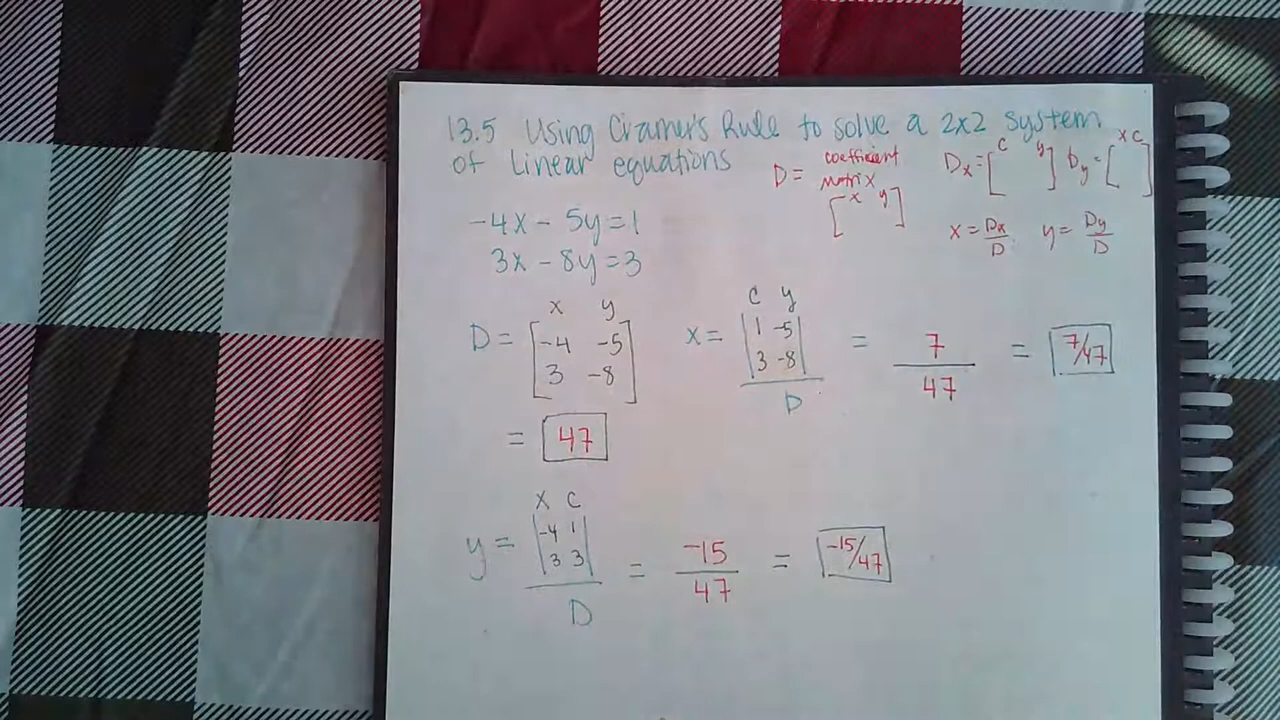 13.5 Using Cramer's Rule to solve a 2x2 system
of linear equations
D = coefficient
matrix
[x y]
Dx = [c y] Dy = [x c]
x = Dx/D y = Dy/D
-4x - 5y = 1
3x - 8y = 3
x y
D = [-4 -5
3 -8]
= 47
c y
x = |1 -5|
|3 -8|
D
= 7/47 = 7/47
x c
y = |-4 1|
|3 3|
D
= -15/47 = -15/47